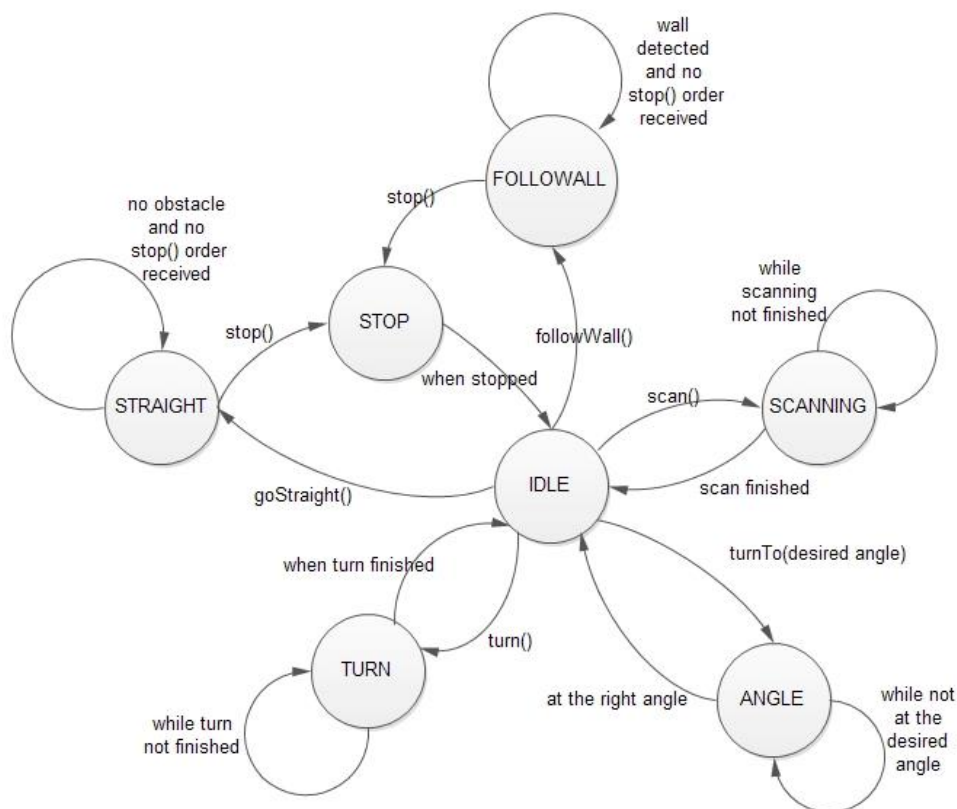 wall
detected
and no
stop() order
received
FOLLOWALL
stop()
no obstacle
and no
stop() order
received
while
scanning
not finished
STOP
stop()
followWall()
when stopped
scan()
STRAIGHT
SCANNING
IDLE
goStraight()
scan finished
when turn finished
turnTo(desired angle)
turn()
TURN
at the right angle
ANGLE
while not
at the
desired
angle
while turn
not finished